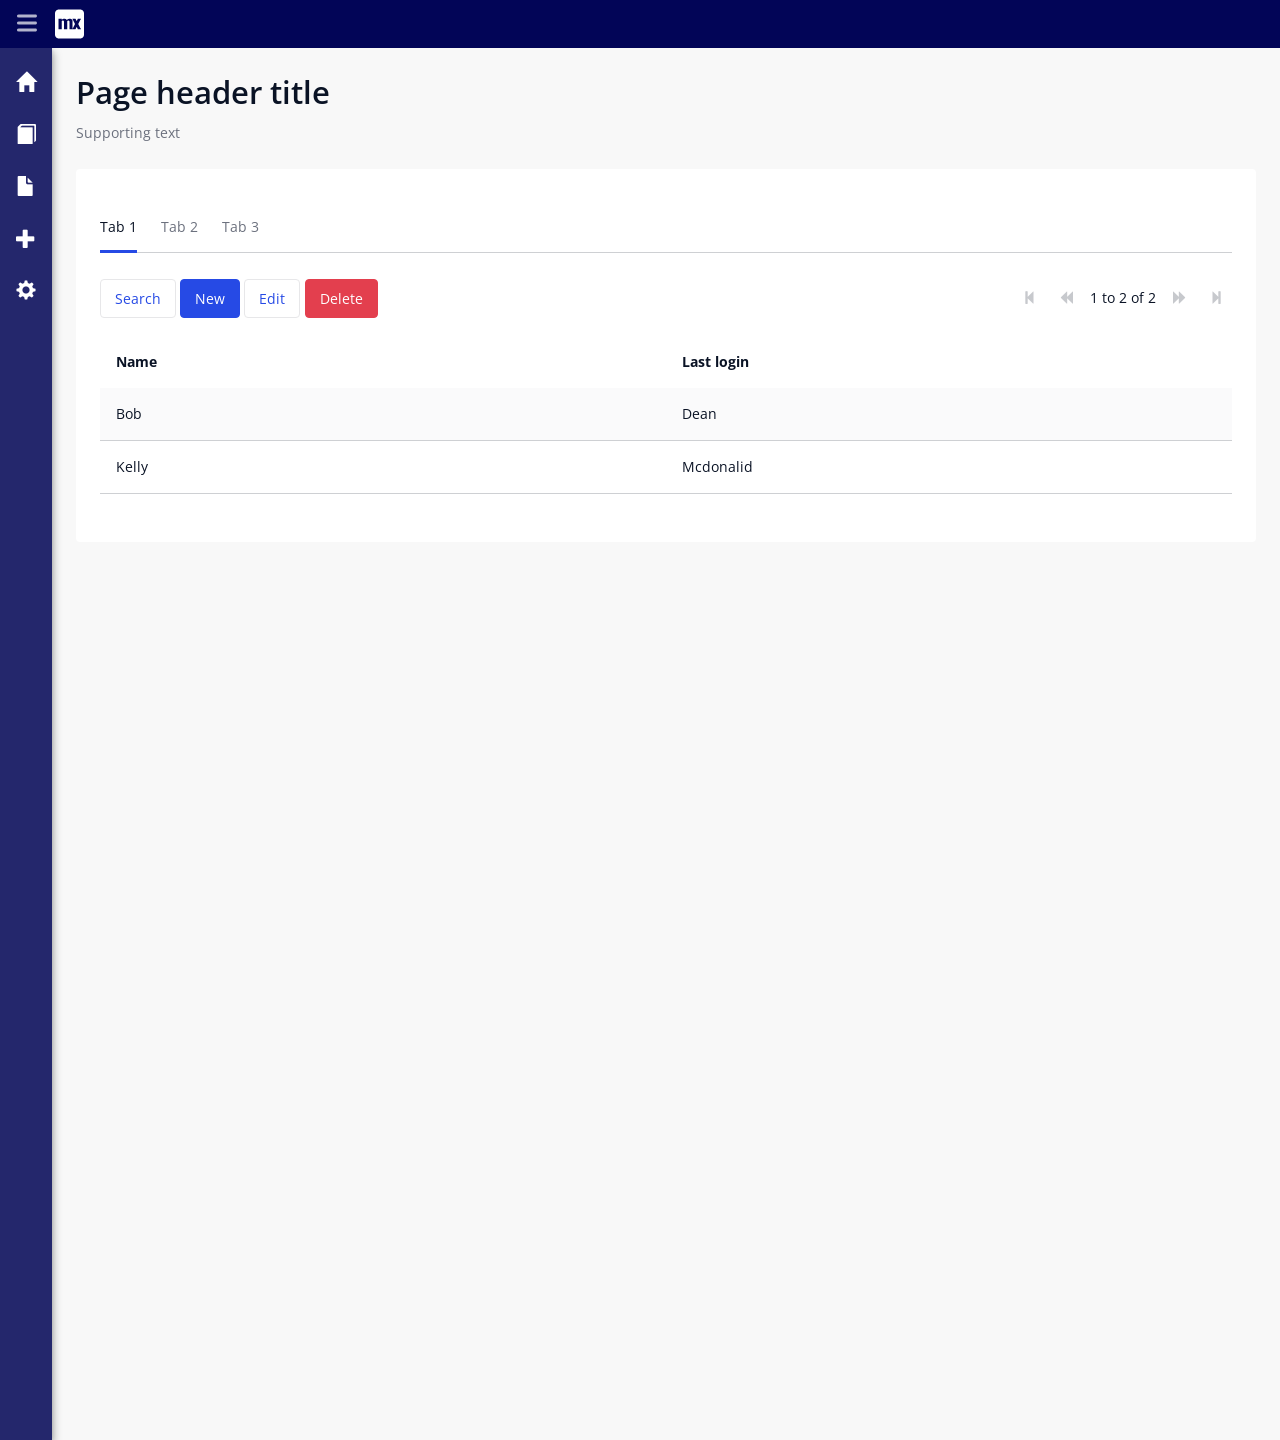 mx
Page header title
Supporting text
Tab 1 Tab 2 Tab 3
Search New Edit Delete 1 to 2 of 2
Name Last login
Bob Dean
Kelly Mcdonalid